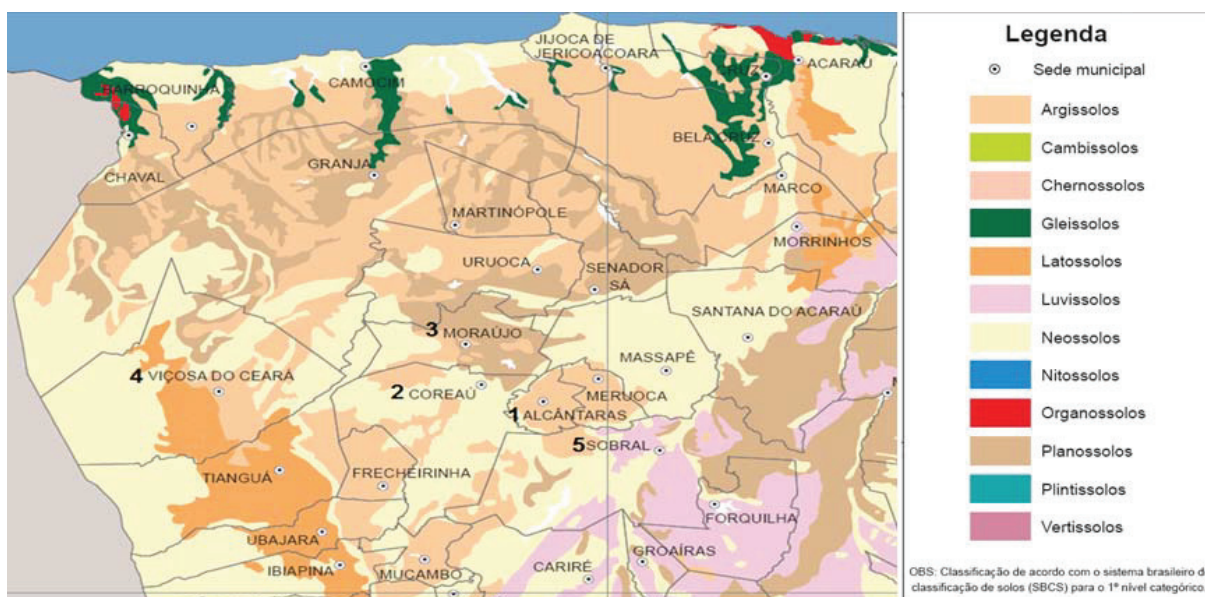 JIJOCA DE
JERICOACOARA
ACARAÚ
CRUZ
CAMOCIM
BARROQUINHA
BELA CRUZ
GRANJA
CHAVAL
MARCO
MARTINÓPOLE
MORRINHOS
URUOCA
SENADOR
SÁ
SANTANA DO ACARAÚ
3 MORAÚJO
MASSAPÊ
4 VIÇOSA DO CEARÁ
2 COREAÚ
MERUOCA
1 ALCÂNTARAS
5 SOBRAL
TIANGUÁ
FRECHEIRINHA
FORQUILHA
UBAJARA
GROAÍRAS
IBIAPINA
MUCAMBO
CARIRÉ
Legenda
Sede municipal
Argissolos
Cambissolos
Chernossolos
Gleissolos
Latossolos
Luvissolos
Neossolos
Nitossolos
Organossolos
Planossolos
Plintissolos
Vertissolos
OBS: Classificação de acordo com o sistema brasileiro d
classificação de solos (SBCS) para o 1º nível categórico